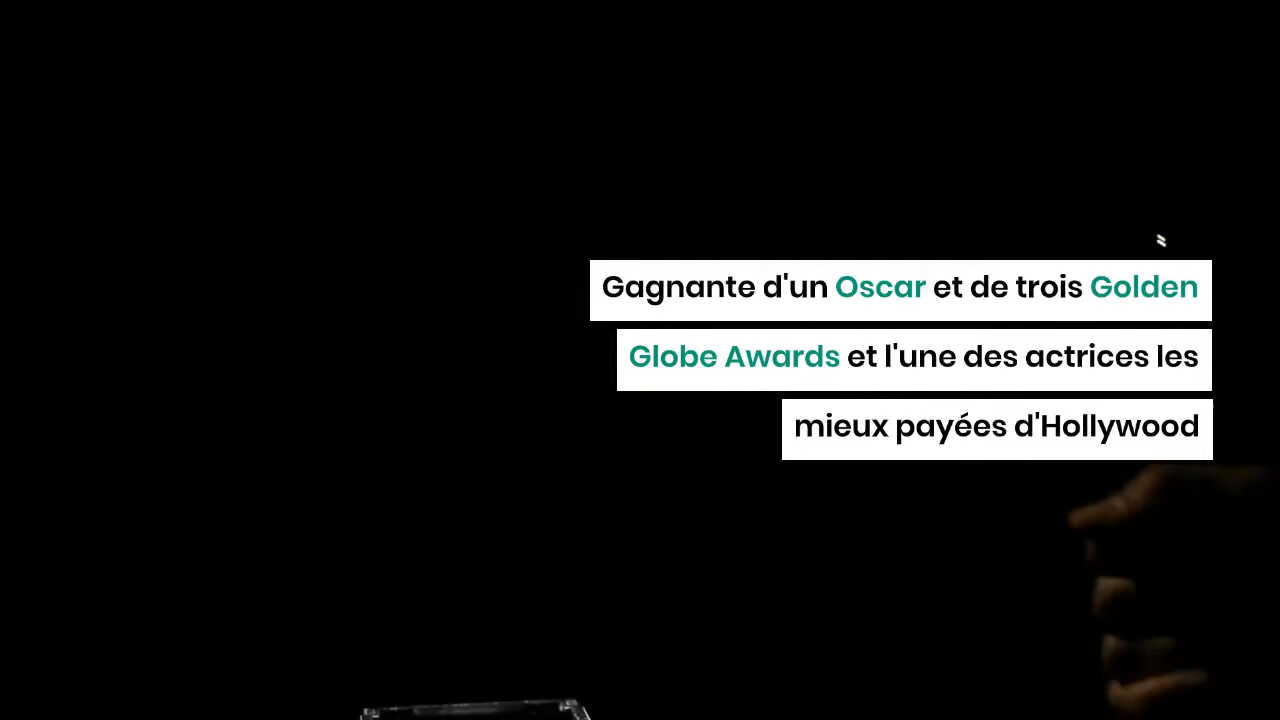 Gagnante d'un Oscar et de trois Golden
Globe Awards et l'une des actrices les
mieux payées d'Hollywood